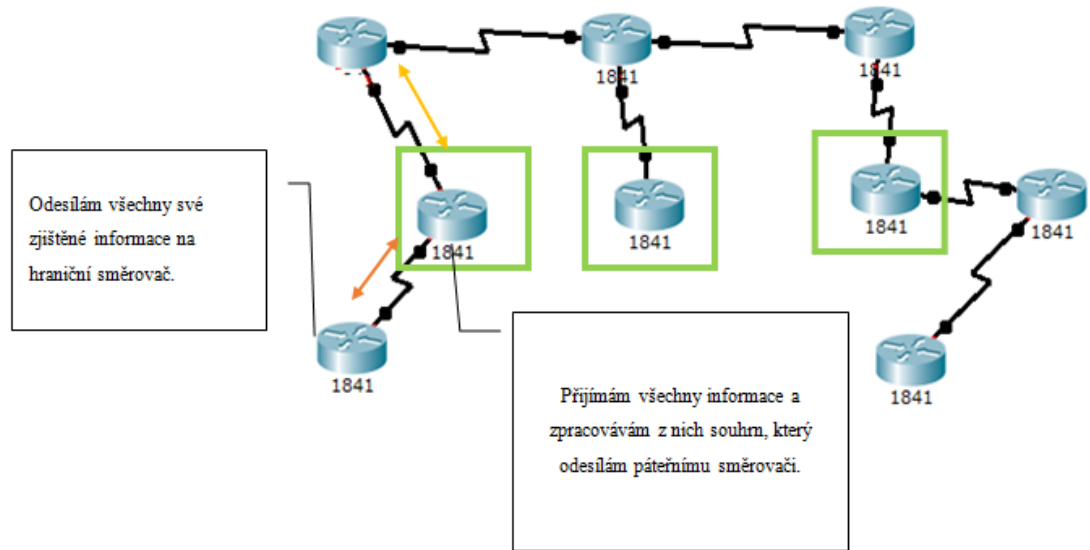 1841
1841
Odesílám všechny své
zjištěné informace na
hraniční směrovač.
1841
1841
1841
1841
1841
1841
Přijímám všechny informace a
zpracovávám z nich souhrn, který
odesílám páteřnímu směrovači.